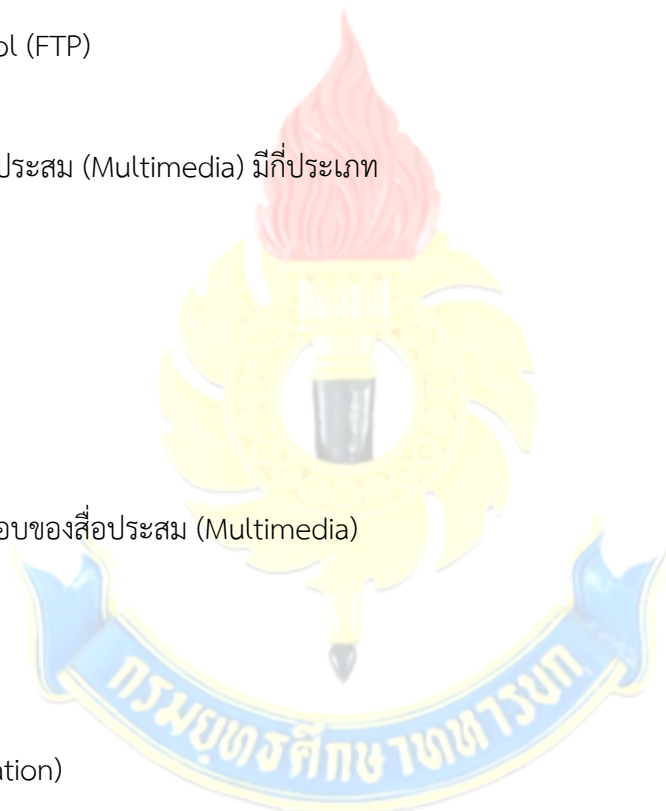 ol (FTP)
ประสม (Multimedia) มีกี่ประเภท
อบของสื่อประสม (Multimedia)
กรมยุทธศึกษาทหารบก
ation)